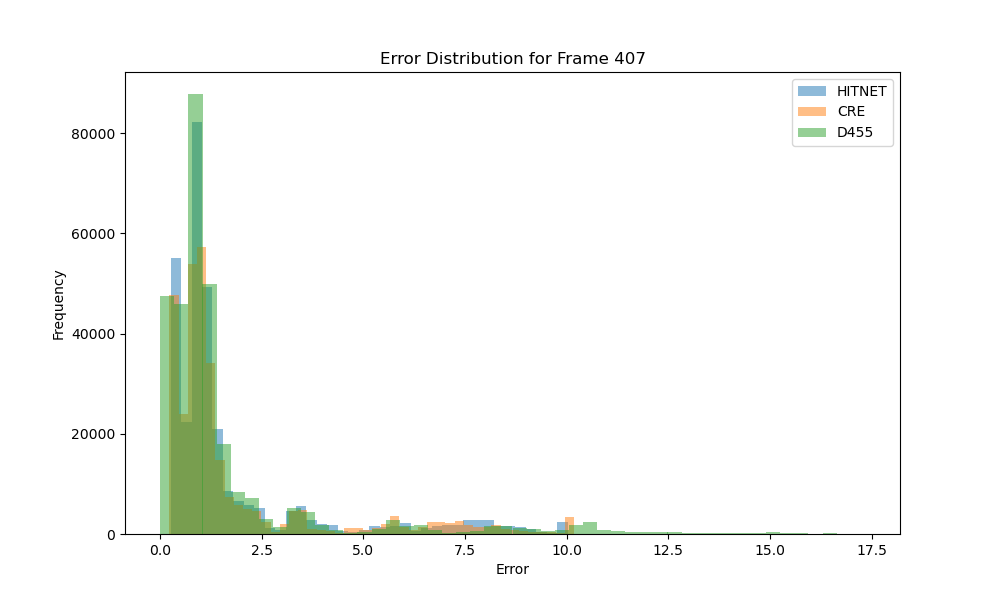 Error Distribution for Frame 407
HITNET
CRE
D455
80000
60000
40000
20000
0
Frequency
0.0 2.5 5.0 7.5 10.0 12.5 15.0 17.5
Error